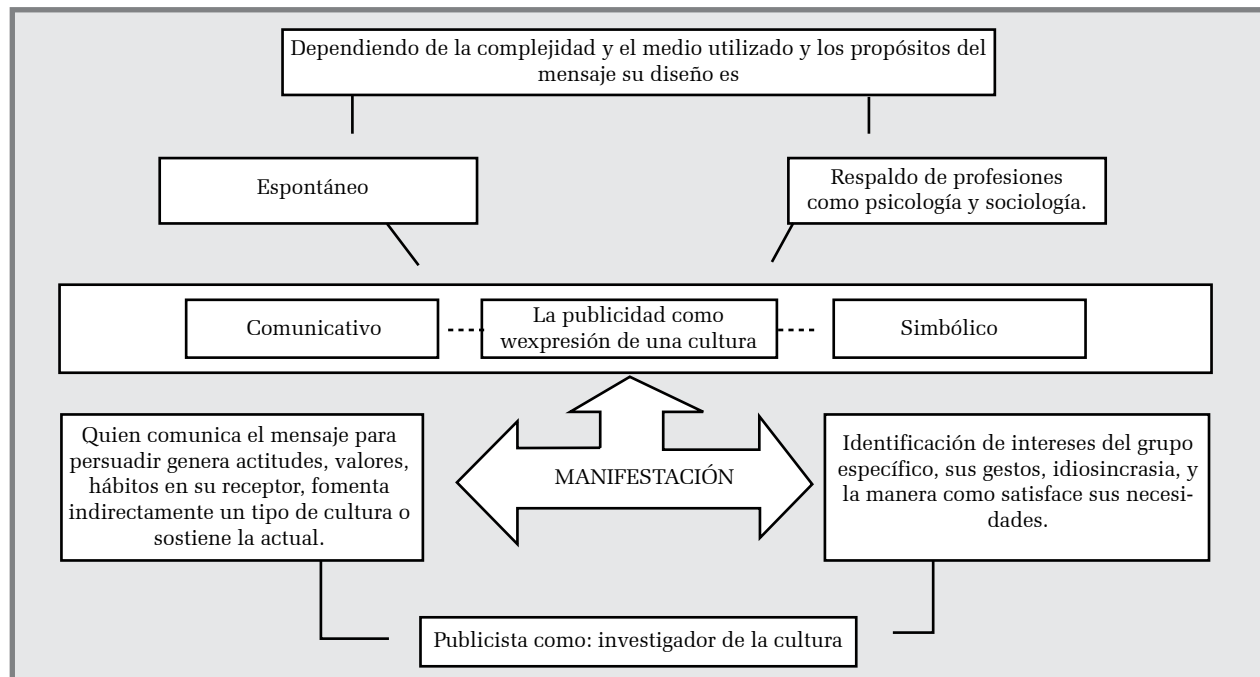 Dependiendo de la complejidad y el medio utilizado y los propósitos del
mensaje su diseño es
Espontáneo
Respaldo de profesiones
como psicología y sociología.
Comunicativo
La publicidad como
wexpresión de una cultura
Simbólico
Quien comunica el mensaje para
persuadir genera actitudes, valores,
hábitos en su receptor, fomenta
indirectamente un tipo de cultura o
sostiene la actual.
MANIFESTACIÓN
Identificación de intereses del grupo
específico, sus gestos, idiosincrasia, y
la manera como satisface sus necesi-
dades.
Publicista como: investigador de la cultura